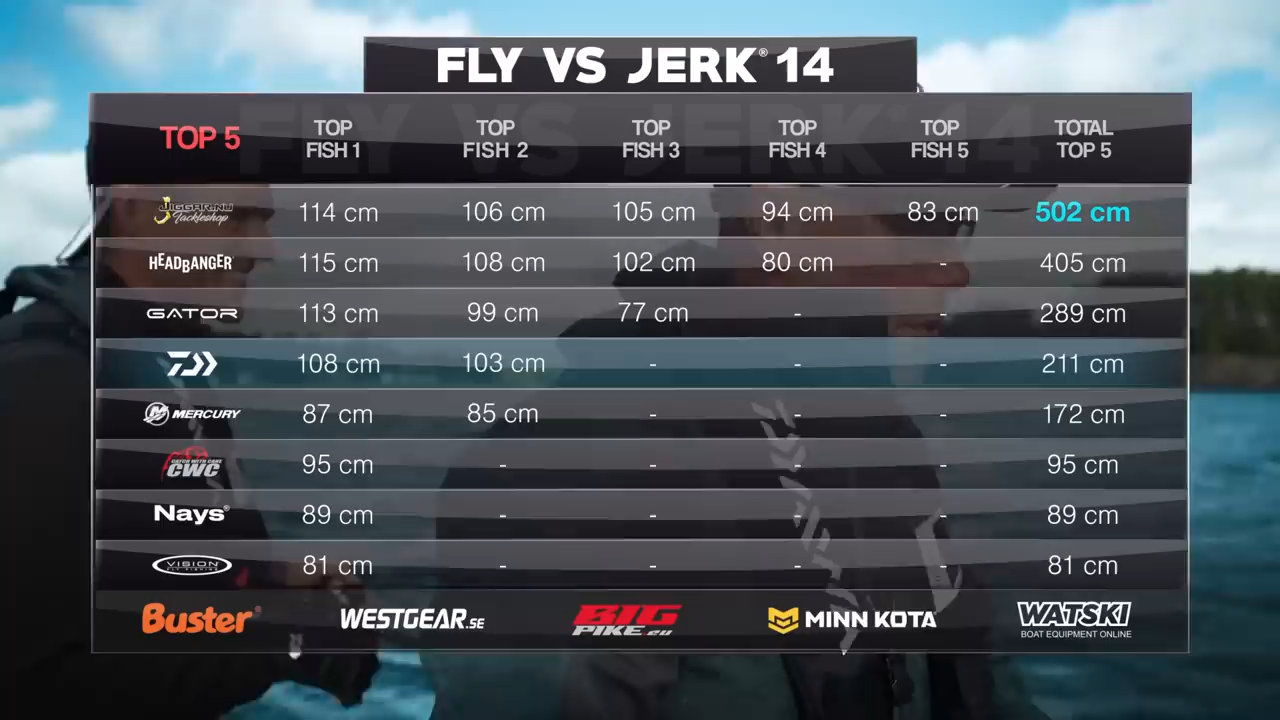 FLY VS JERK® 14
TOP 5 TOP FISH 1 TOP FISH 2 TOP FISH 3 TOP FISH 4 TOP FISH 5 TOTAL TOP 5
JIGGAR.NU Tackleshop 114 cm 106 cm 105 cm 94 cm 83 cm 502 cm
HEADBANGER 115 cm 108 cm 102 cm 80 cm - 405 cm
GATOR 113 cm 99 cm 77 cm - - 289 cm
108 cm 103 cm - - - 211 cm
MERCURY 87 cm 85 cm - - - 172 cm
CATCH WITH CARE CWC 95 cm - - - - 95 cm
Nays® 89 cm - - - - 89 cm
VISION FLY FISHING 81 cm - - - - 81 cm
Buster® WESTGEAR.SE BIG PIKE.eu MINN KOTA WATSKI BOAT EQUIPMENT ONLINE